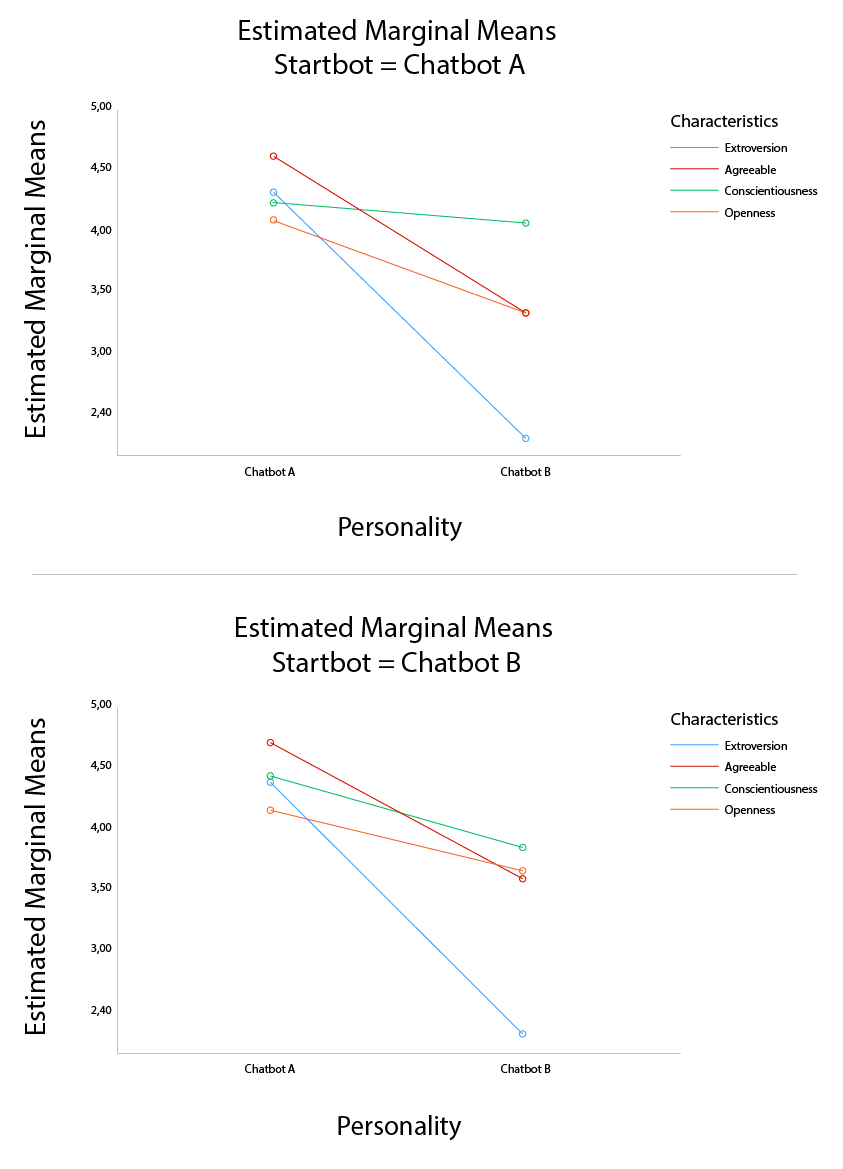 Estimated Marginal Means
Startbot = Chatbot A
Estimated Marginal Means
5,00
4,50
4,00
3,50
3,00
2,40
Chatbot A
Chatbot B
Personality
Characteristics
Extroversion
Agreeable
Conscientiousness
Openness
Estimated Marginal Means
Startbot = Chatbot B
Estimated Marginal Means
5,00
4,50
4,00
3,50
3,00
2,40
Chatbot A
Chatbot B
Personality
Characteristics
Extroversion
Agreeable
Conscientiousness
Openness